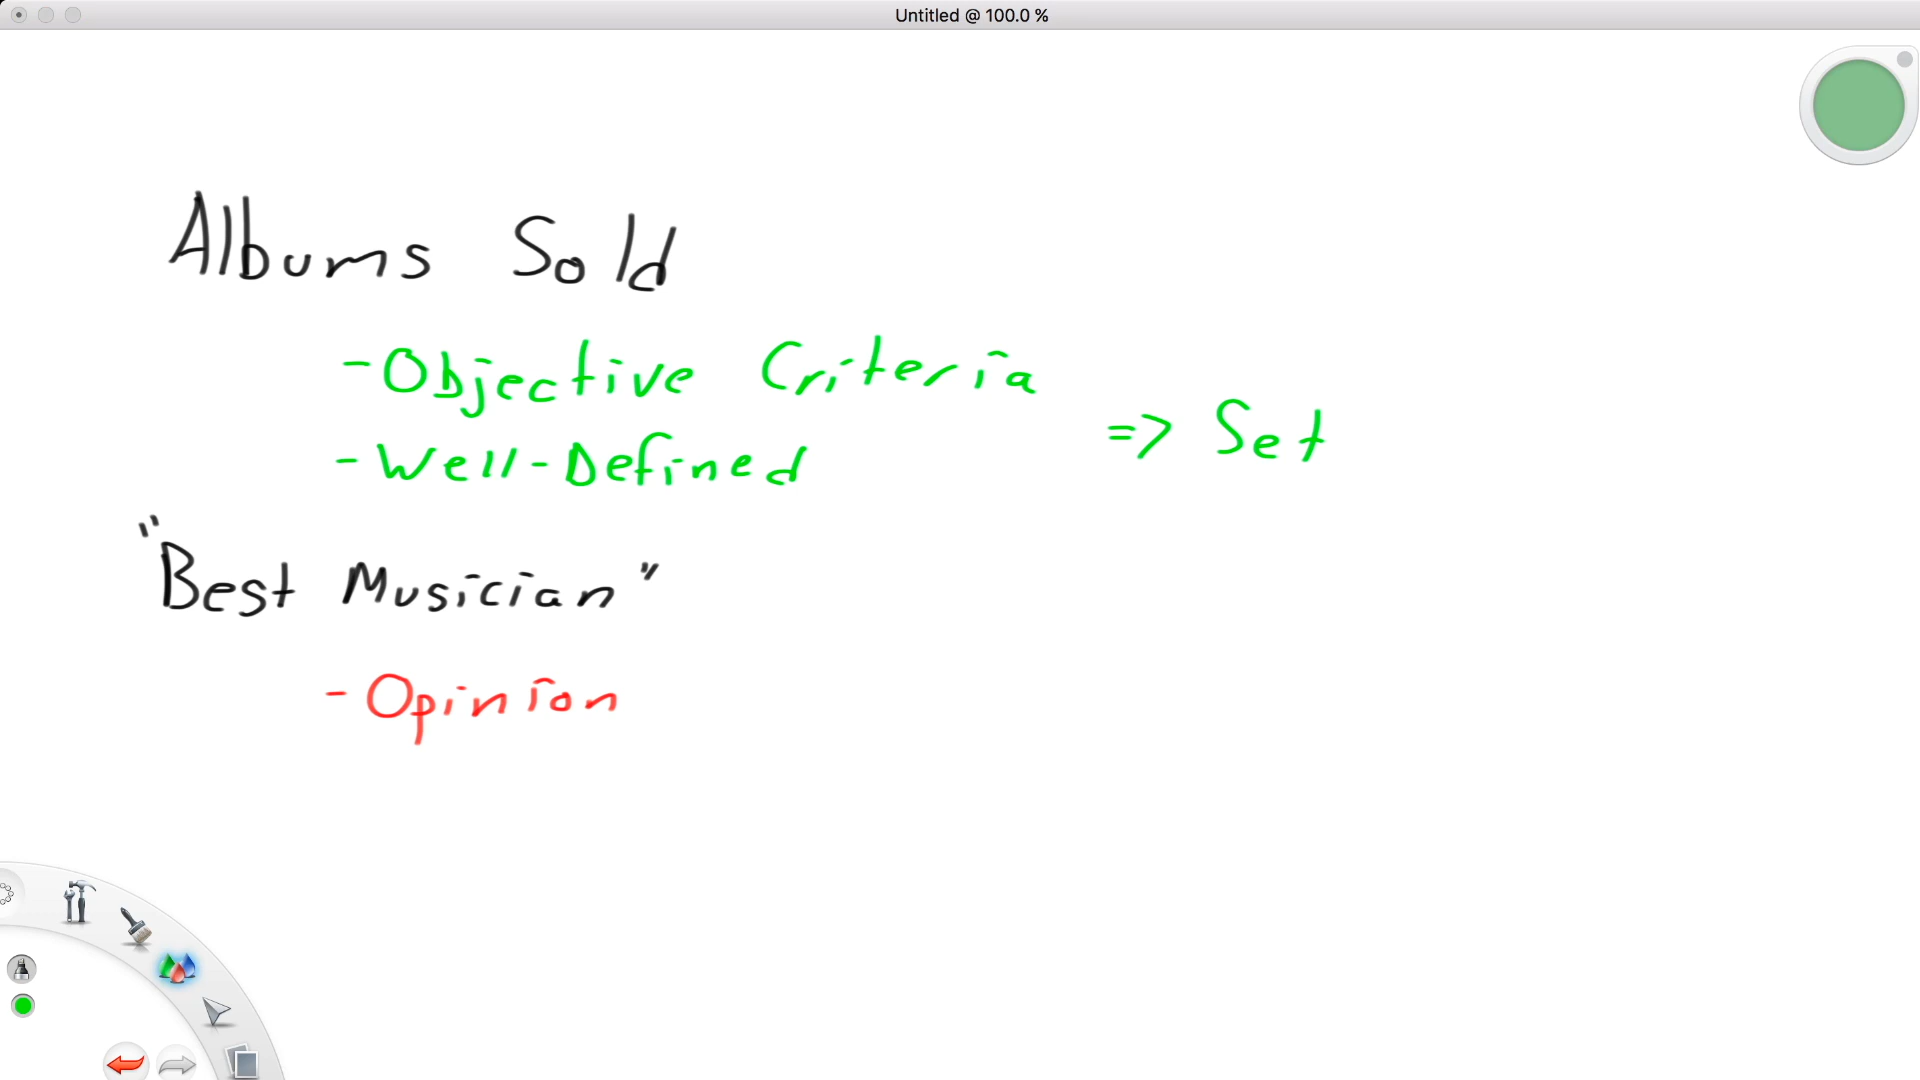 Untitled @ 100.0 %
Albums Sold
- Objective Criteria
- Well-Defined
=> Set
"Best Musician"
- Opinion